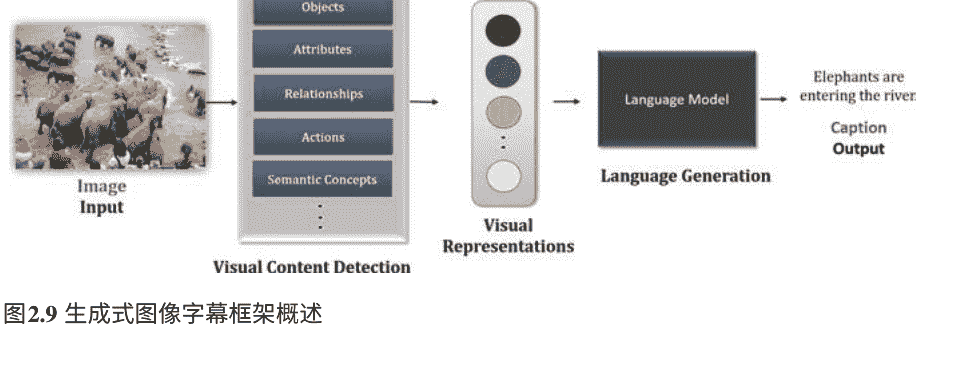 Objects
Attributes
Relationships
Actions
Semantic Concepts
Visual Content Detection
Image
Input
Visual
Representations
Language Model
Language Generation
Elephants are
entering the river
Caption
Output
图2.9 生成式图像字幕框架概述